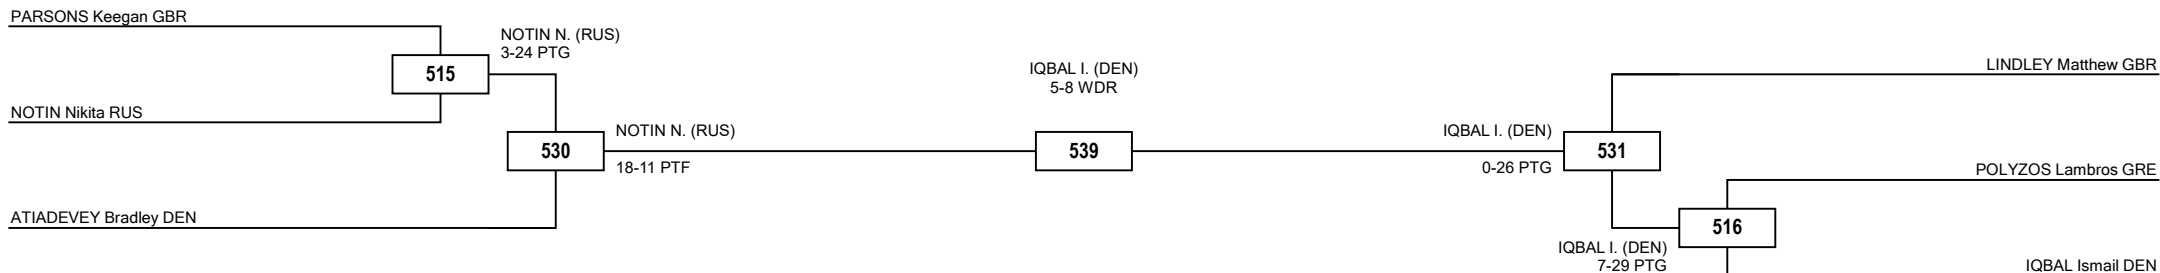 PARSONS Keegan GBR
NOTIN N. (RUS)
3-24 PTG
515
NOTIN Nikita RUS
NOTIN N. (RUS)
530
18-11 PTF
ATIADEVEY Bradley DEN
IQBAL I. (DEN)
5-8 WDR
539
LINDLEY Matthew GBR
IQBAL I. (DEN)
531
0-26 PTG
POLYZOS Lambros GRE
516
IQBAL I. (DEN)
7-29 PTG
IQBAL Ismail DEN